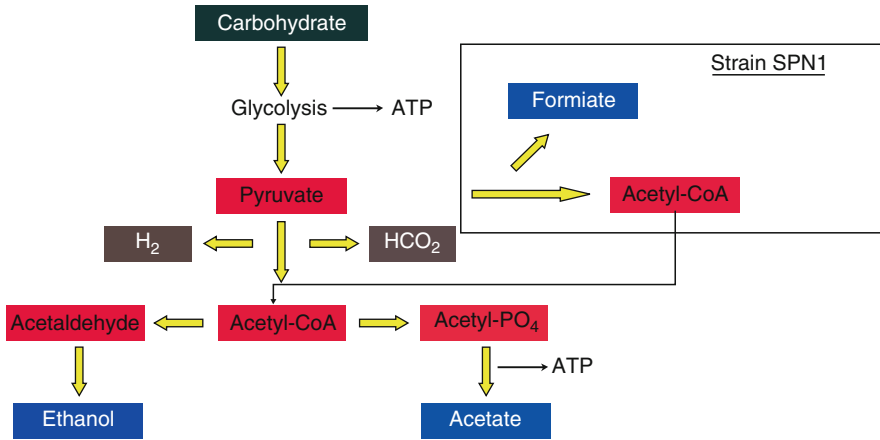 Carbohydrate
Strain SPN1
Glycolysis
ATP
Formiate
Pyruvate
Acetyl-CoA
H₂
HCO₂
Acetaldehyde
Acetyl-CoA
Acetyl-PO₄
ATP
Ethanol
Acetate